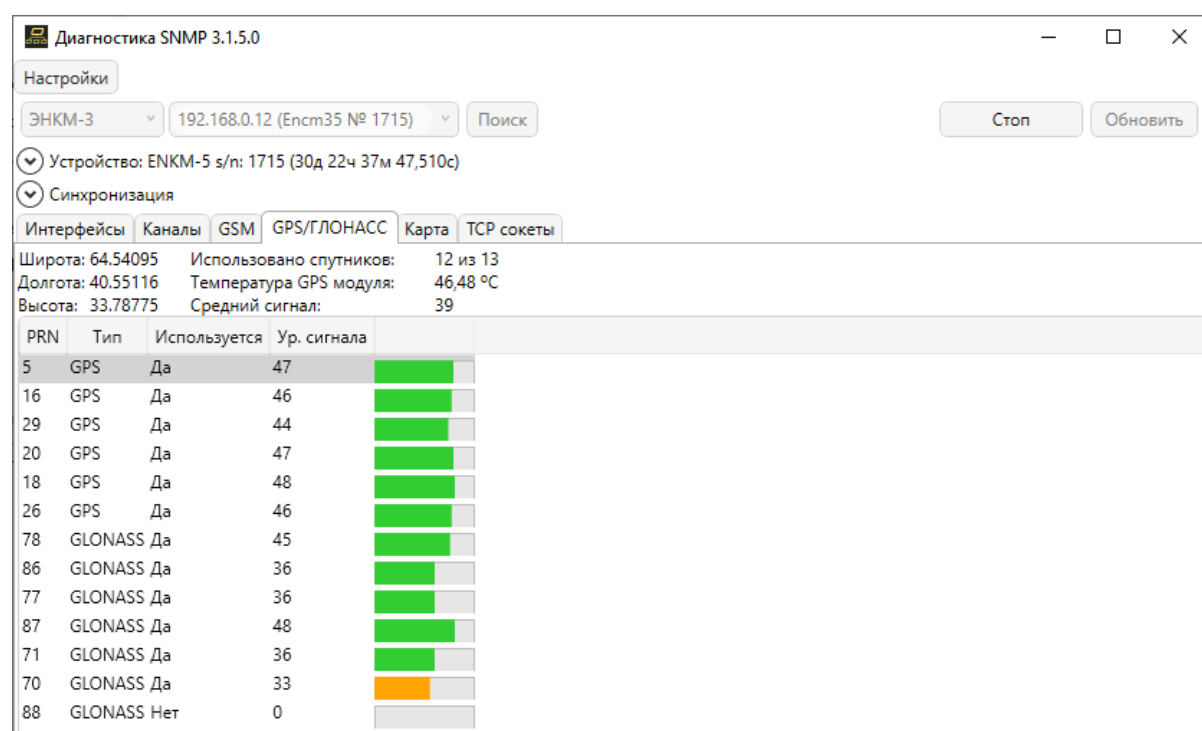 Диагностика SNMP 3.1.5.0
Настройки
ЭНКМ-3 192.168.0.12 (Encm35 № 1715) Поиск Стоп Обновить
Устройство: ENKM-5 s/n: 1715 (30д 22ч 37м 47,510с)
Синхронизация
Интерфейсы Каналы GSM GPS/ГЛОНАСС Карта TCP сокеты
Широта: 64.54095 Использовано спутников: 12 из 13
Долгота: 40.55116 Температура GPS модуля: 46,48 ºC
Высота: 33.78775 Средний сигнал: 39
PRN Тип Используется Ур. сигнала
5 GPS Да 47
16 GPS Да 46
29 GPS Да 44
20 GPS Да 47
18 GPS Да 48
26 GPS Да 46
78 GLONASS Да 45
86 GLONASS Да 36
77 GLONASS Да 36
87 GLONASS Да 48
71 GLONASS Да 36
70 GLONASS Да 33
88 GLONASS Нет 0